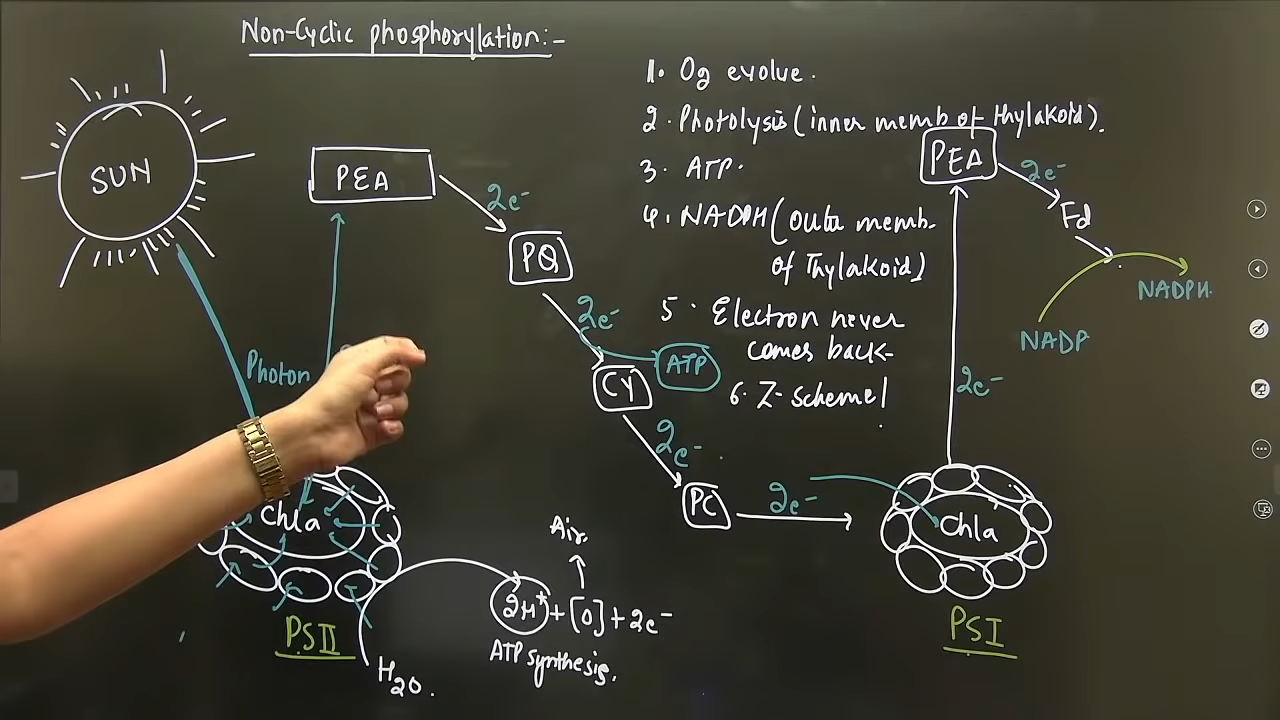 Non-Cyclic phosphorylation:-
SUN
Photon
PEA
2e-
PQ
2e-
CY
ATP
2e-
PC
2e-
Chla
PSII
H2O.
2H+ + [O] + 2e-
Air.
ATP synthesis.
1. O2 evolve.
2. Photolysis (inner memb of thylakoid).
3. ATP.
4. NADPH (Oute memb.
of Thylakoid)
5. Electron never
comes back-
6. Z-scheme
PEA
2e-
Fd
NADP
NADPH.
2e-
Chla
PSI